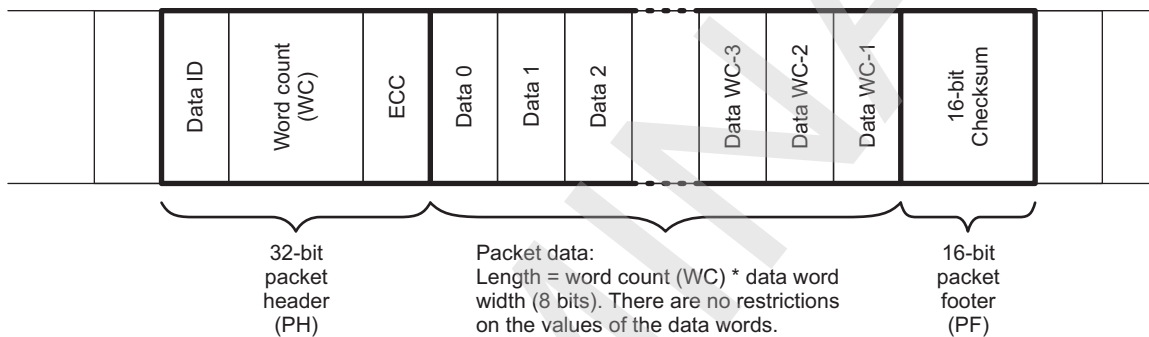 Data ID
Word count
(WC)
ECC
Data 0
Data 1
Data 2
Data WC-3
Data WC-2
Data WC-1
16-bit
Checksum
32-bit
packet
header
(PH)
Packet data:
Length = word count (WC) * data word
width (8 bits). There are no restrictions
on the values of the data words.
16-bit
packet
footer
(PF)